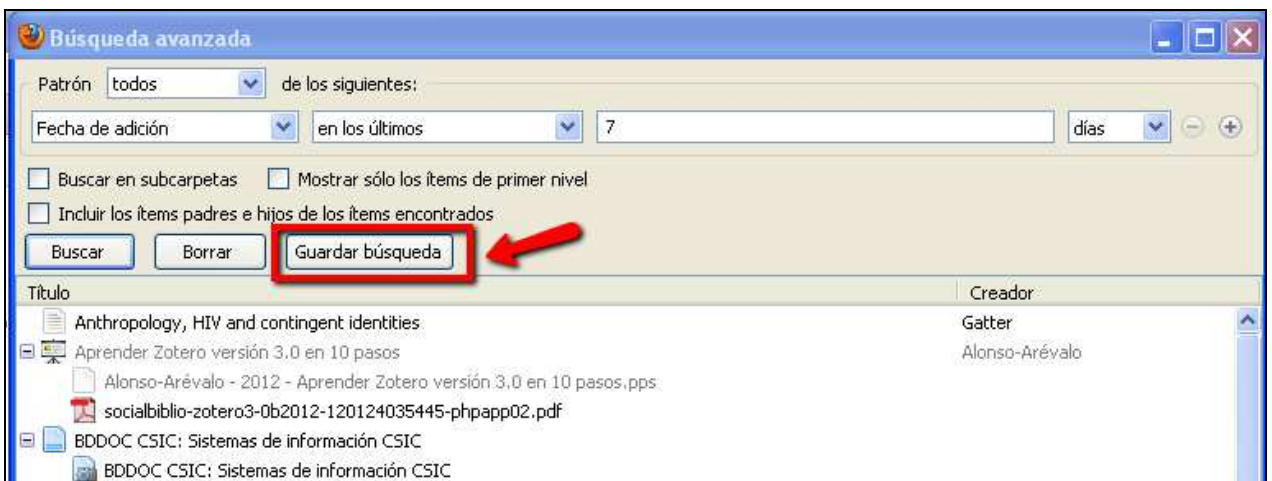 Búsqueda avanzada
Patrón todos de los siguientes:
Fecha de adición en los últimos 7 días
Buscar en subcarpetas Mostrar sólo los ítems de primer nivel
Incluir los ítems padres e hijos de los ítems encontrados
Buscar Borrar Guardar búsqueda
Título Creador
Anthropology, HIV and contingent identities Gatter
Aprender Zotero versión 3.0 en 10 pasos Alonso-Arévalo
Alonso-Arévalo - 2012 - Aprender Zotero versión 3.0 en 10 pasos.pps
socialbiblio-zotero3-0b2012-120124035445-phpapp02.pdf
BDDOC CSIC: Sistemas de información CSIC
BDDOC CSIC: Sistemas de información CSIC